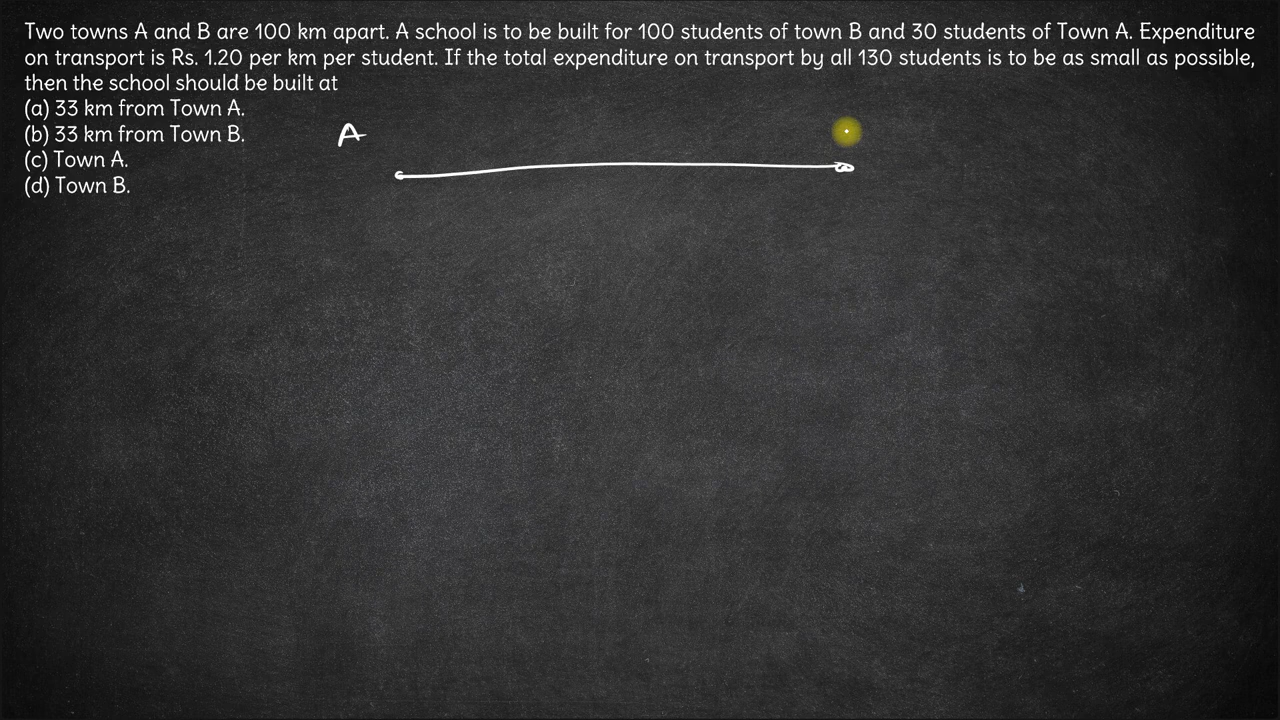 Two towns A and B are 100 km apart. A school is to be built for 100 students of town B and 30 students of Town A. Expenditure
on transport is Rs. 1.20 per km per student. If the total expenditure on transport by all 130 students is to be as small as possible,
then the school should be built at
(a) 33 km from Town A.
(b) 33 km from Town B.
(c) Town A.
(d) Town B.
A